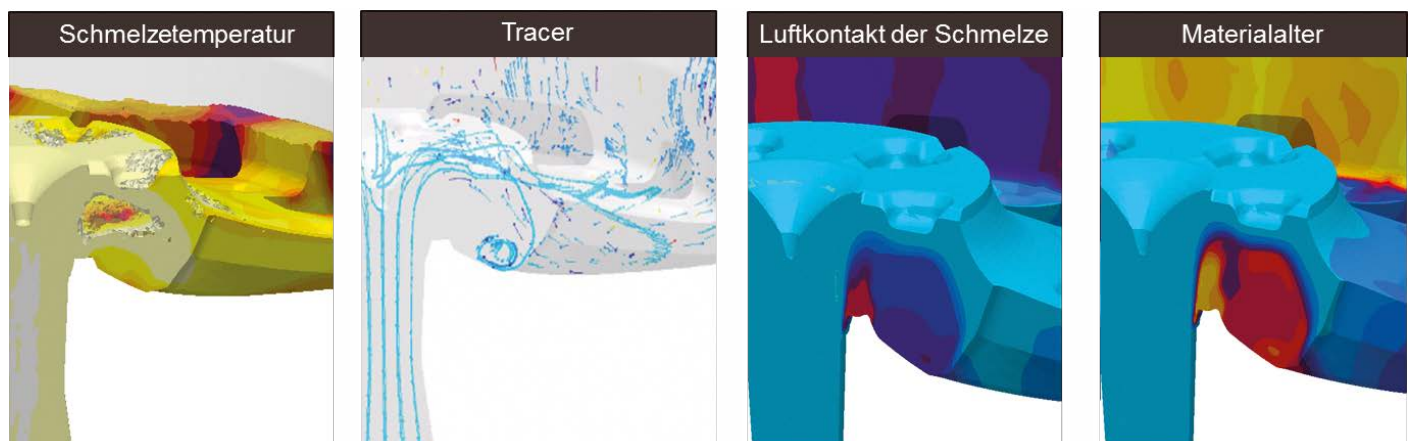 Schmelzetemperatur
Tracer
Luftkontakt der Schmelze
Materialalter